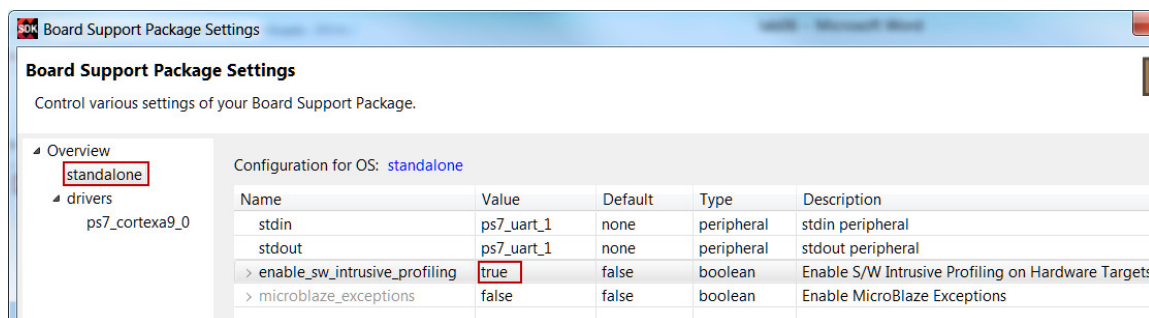 SDK Board Support Package Settings
Board Support Package Settings
Control various settings of your Board Support Package.
Overview
standalone
drivers
ps7_cortexa9_0
Configuration for OS: standalone
Name Value Default Type Description
stdin ps7_uart_1 none peripheral stdin peripheral
stdout ps7_uart_1 none peripheral stdout peripheral
enable_sw_intrusive_profiling true false boolean Enable S/W Intrusive Profiling on Hardware Targets
microblaze_exceptions false false boolean Enable MicroBlaze Exceptions